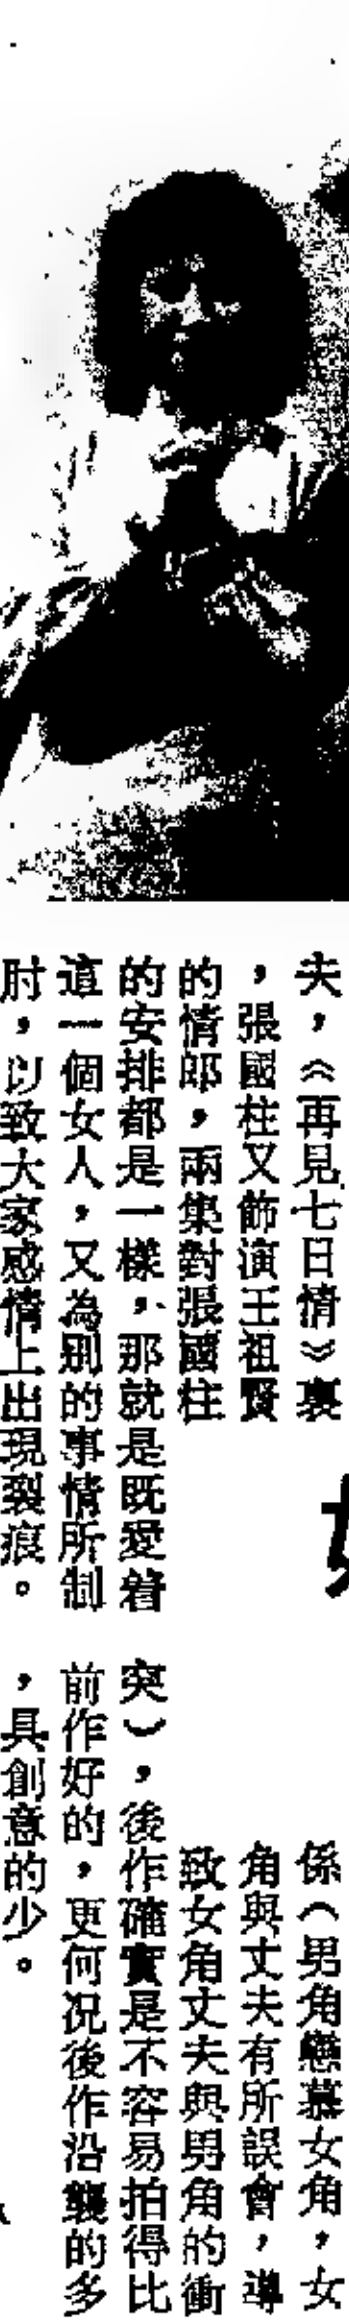 夫，《再見七日情》裏
，張國柱又飾演王祖賢
的情郎，兩集對張國柱
的安排都是一樣，那就是既愛着
這一個女人，又為別的事情所制
肘，以致大家感情上出現裂痕。
係（男角戀慕女角，女
角與丈夫有所誤會，導
致女角丈夫與男角的衝
突），後作確實是不容易拍得比
前作好的，更何況後作沿襲的多
，具創意的少。